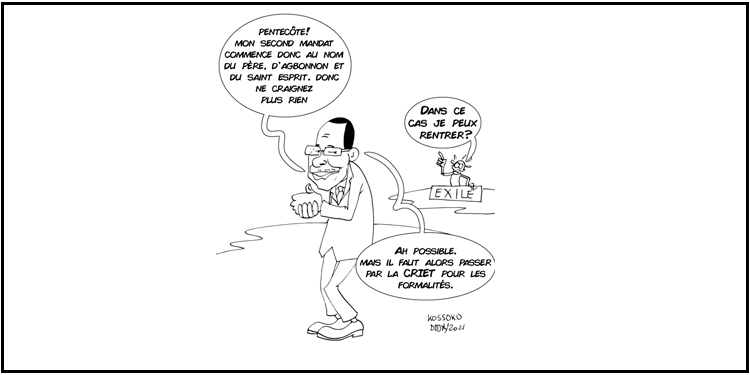 PENTECÔTE!
MON SECOND MANDAT
COMMENCE DONC AU NOM
DU PÈRE, D'AGBONNON ET
DU SAINT ESPRIT. DONC
NE CRAIGNEZ
PLUS RIEN
DANS CE
CAS JE PEUX
RENTRER?
EXILÉ
AH POSSIBLE.
MAIS IL FAUT ALORS PASSER
PAR LA CRIET POUR LES
FORMALITÉS.
KOSSOKO